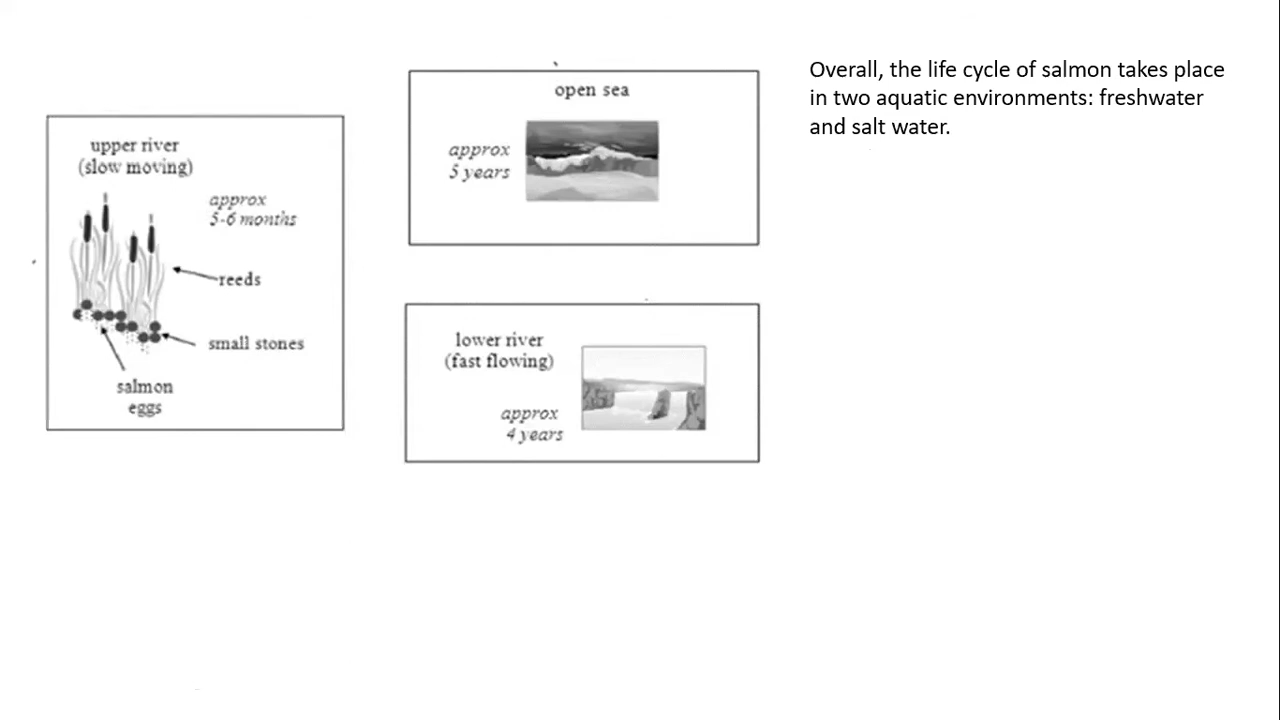 upper river
(slow moving)
approx
5-6 months
reeds
small stones
salmon
eggs
open sea
approx
5 years
lower river
(fast flowing)
approx
4 years
Overall, the life cycle of salmon takes place
in two aquatic environments: freshwater
and salt water.